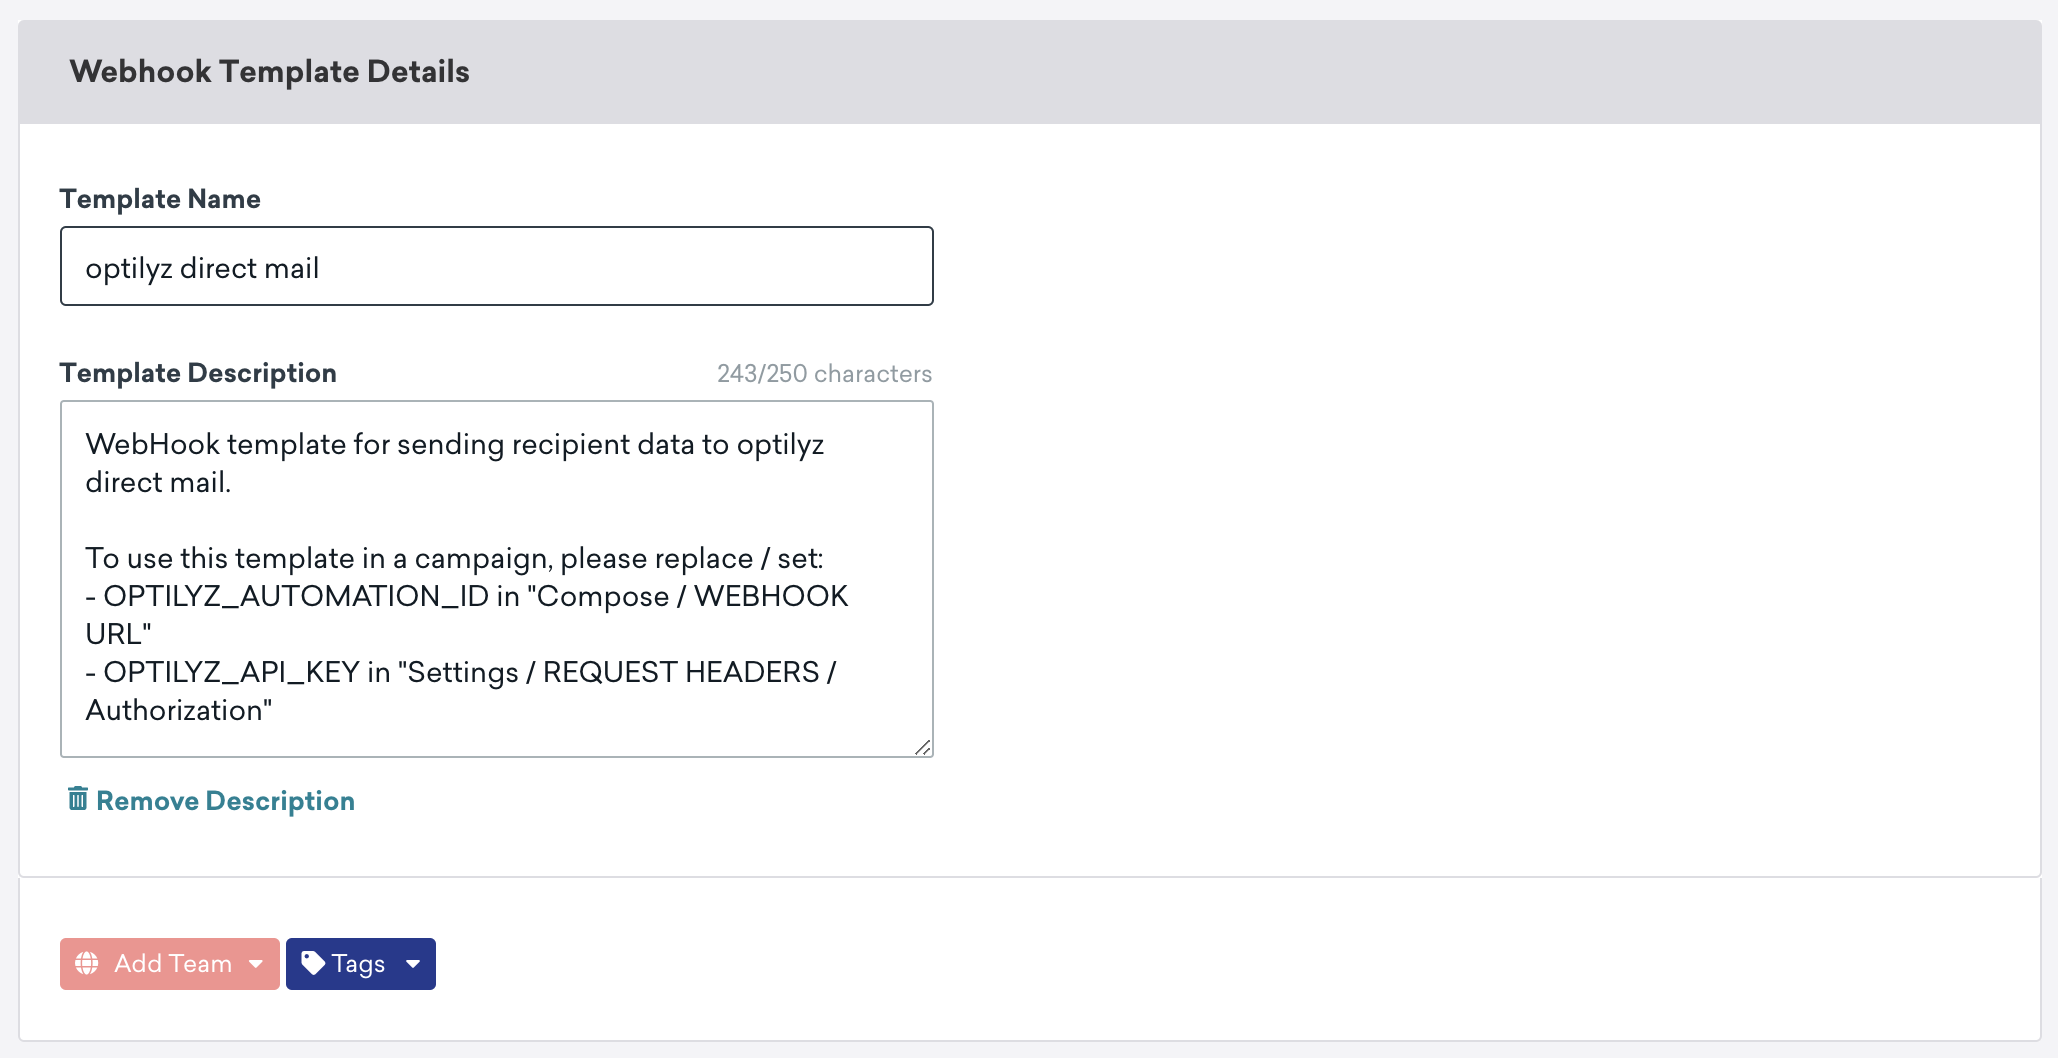 Webhook Template Details
Template Name
optilyz direct mail
Template Description
243/250 characters
WebHook template for sending recipient data to optilyz
direct mail.
To use this template in a campaign, please replace / set:
- OPTILYZ_AUTOMATION_ID in "Compose / WEBHOOK
URL"
- OPTILYZ_API_KEY in "Settings / REQUEST HEADERS /
Authorization"
Remove Description
Add Team
Tags